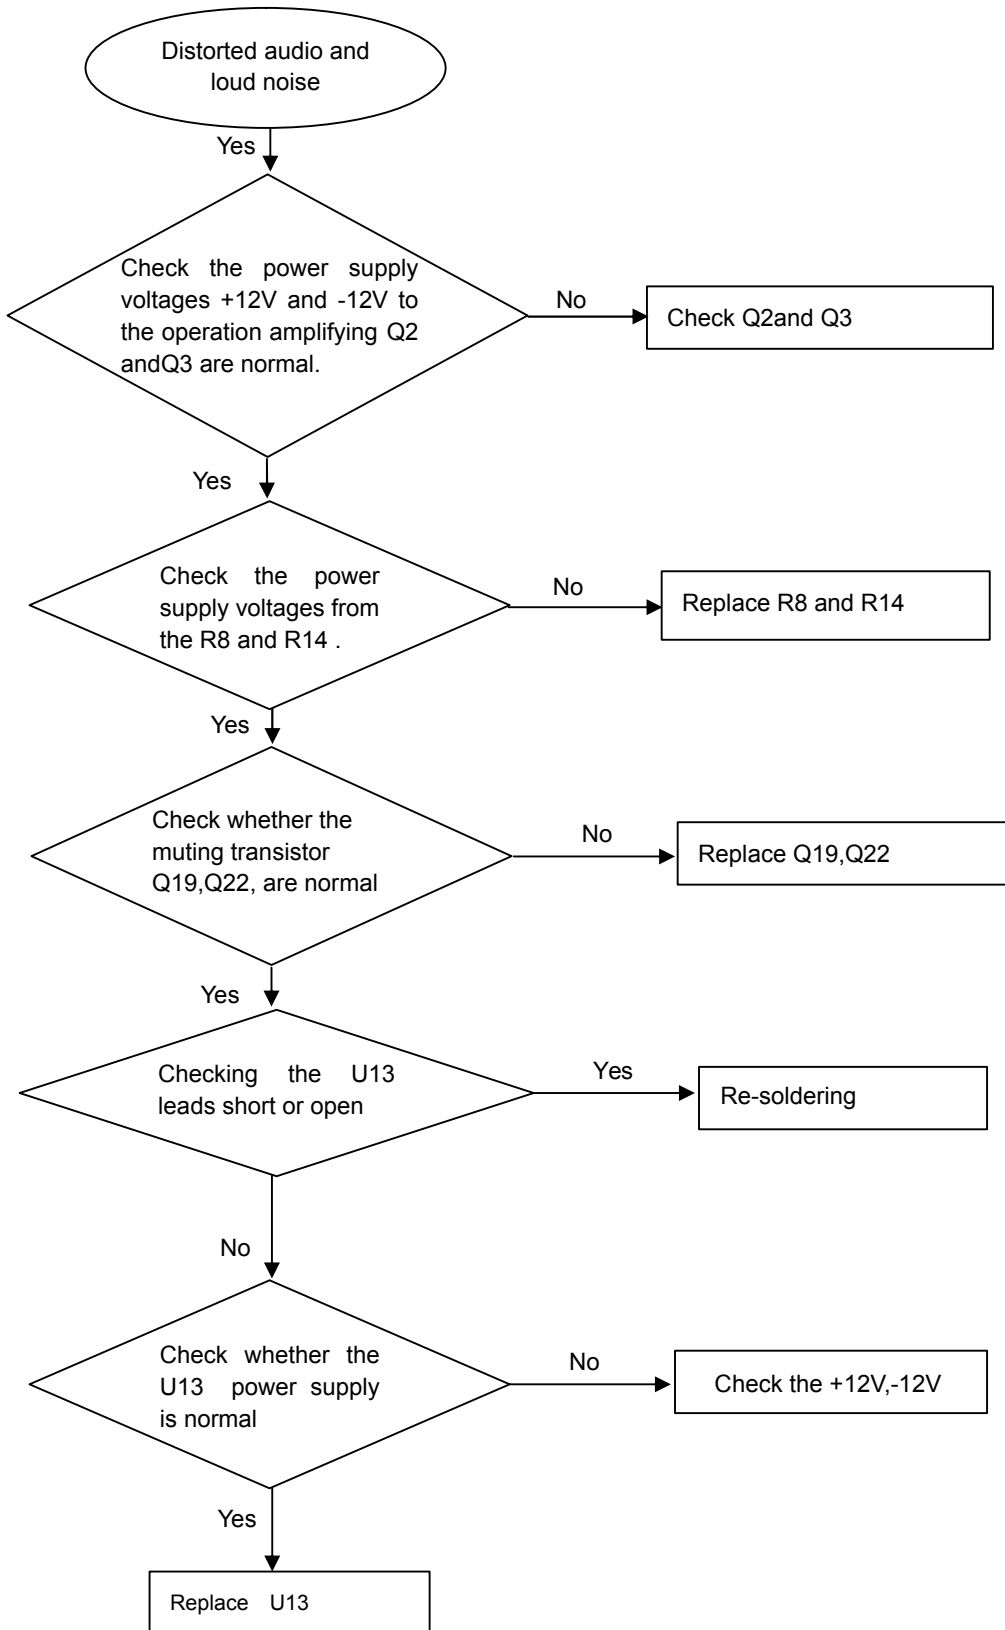 Distorted audio and
loud noise
Yes
Check the power supply
voltages +12V and -12V to
the operation amplifying Q2
andQ3 are normal.
No
Check Q2and Q3
Yes
Check the power
supply voltages from
the R8 and R14 .
No
Replace R8 and R14
Yes
Check whether the
muting transistor
Q19,Q22, are normal
No
Replace Q19,Q22
Yes
Checking the U13
leads short or open
Yes
Re-soldering
No
Check whether the
U13 power supply
is normal
No
Check the +12V,-12V
Yes
Replace U13